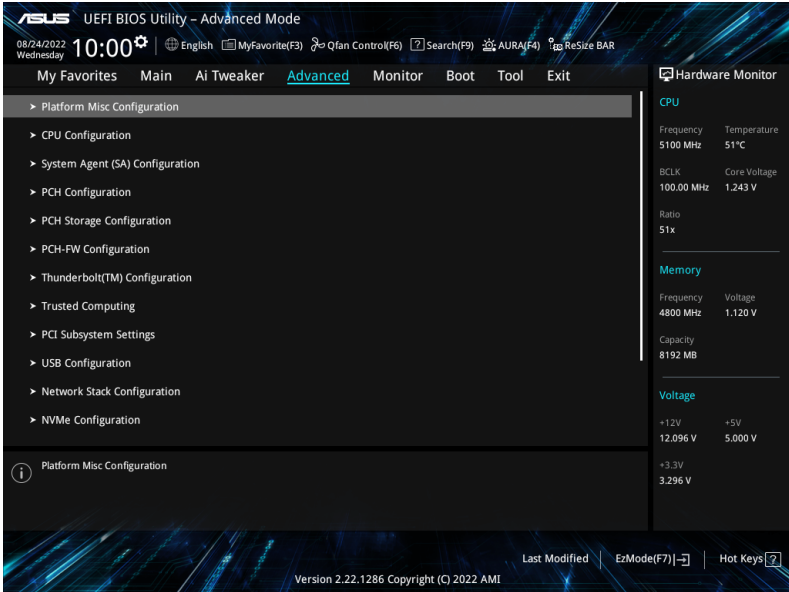 ASUS UEFI BIOS Utility – Advanced Mode
08/24/2022 Wednesday 10:00 English MyFavorite(F3) Qfan Control(F6) ? Search(F9) AURA(F4) ReSize BAR
My Favorites Main Ai Tweaker Advanced Monitor Boot Tool Exit
Platform Misc Configuration
CPU Configuration
System Agent (SA) Configuration
PCH Configuration
PCH Storage Configuration
PCH-FW Configuration
Thunderbolt(TM) Configuration
Trusted Computing
PCI Subsystem Settings
USB Configuration
Network Stack Configuration
NVMe Configuration
i Platform Misc Configuration
Hardware Monitor
CPU
Frequency Temperature
5100 MHz 51°C
BCLK Core Voltage
100.00 MHz 1.243 V
Ratio
51x
Memory
Frequency Voltage
4800 MHz 1.120 V
Capacity
8192 MB
Voltage
+12V +5V
12.096 V 5.000 V
+3.3V
3.296 V
Last Modified EzMode(F7) Hot Keys ?
Version 2.22.1286 Copyright (C) 2022 AMI